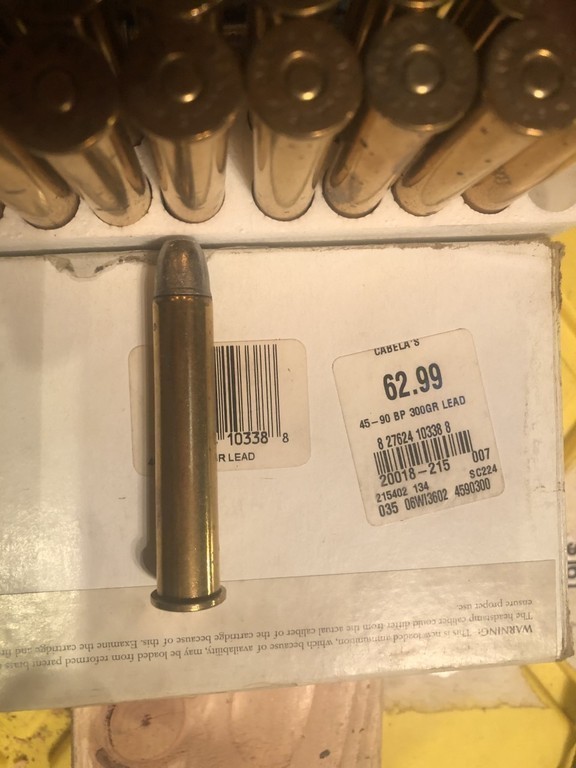 10338 8
IR LEAD
CABELA'S
62.99
45-90 BP 300GR LEAD
8 27624 10338 8
20018-215 007
215402 134 SC224
035 06WI3602 4590300
WARNING! This is new loaded ammunition, which, because of availability, may be loaded from reformed parent brass
The headstamp caliber could differ from the actual caliber of the cartridge because of this. Examine the cartridge and
ensure proper use.